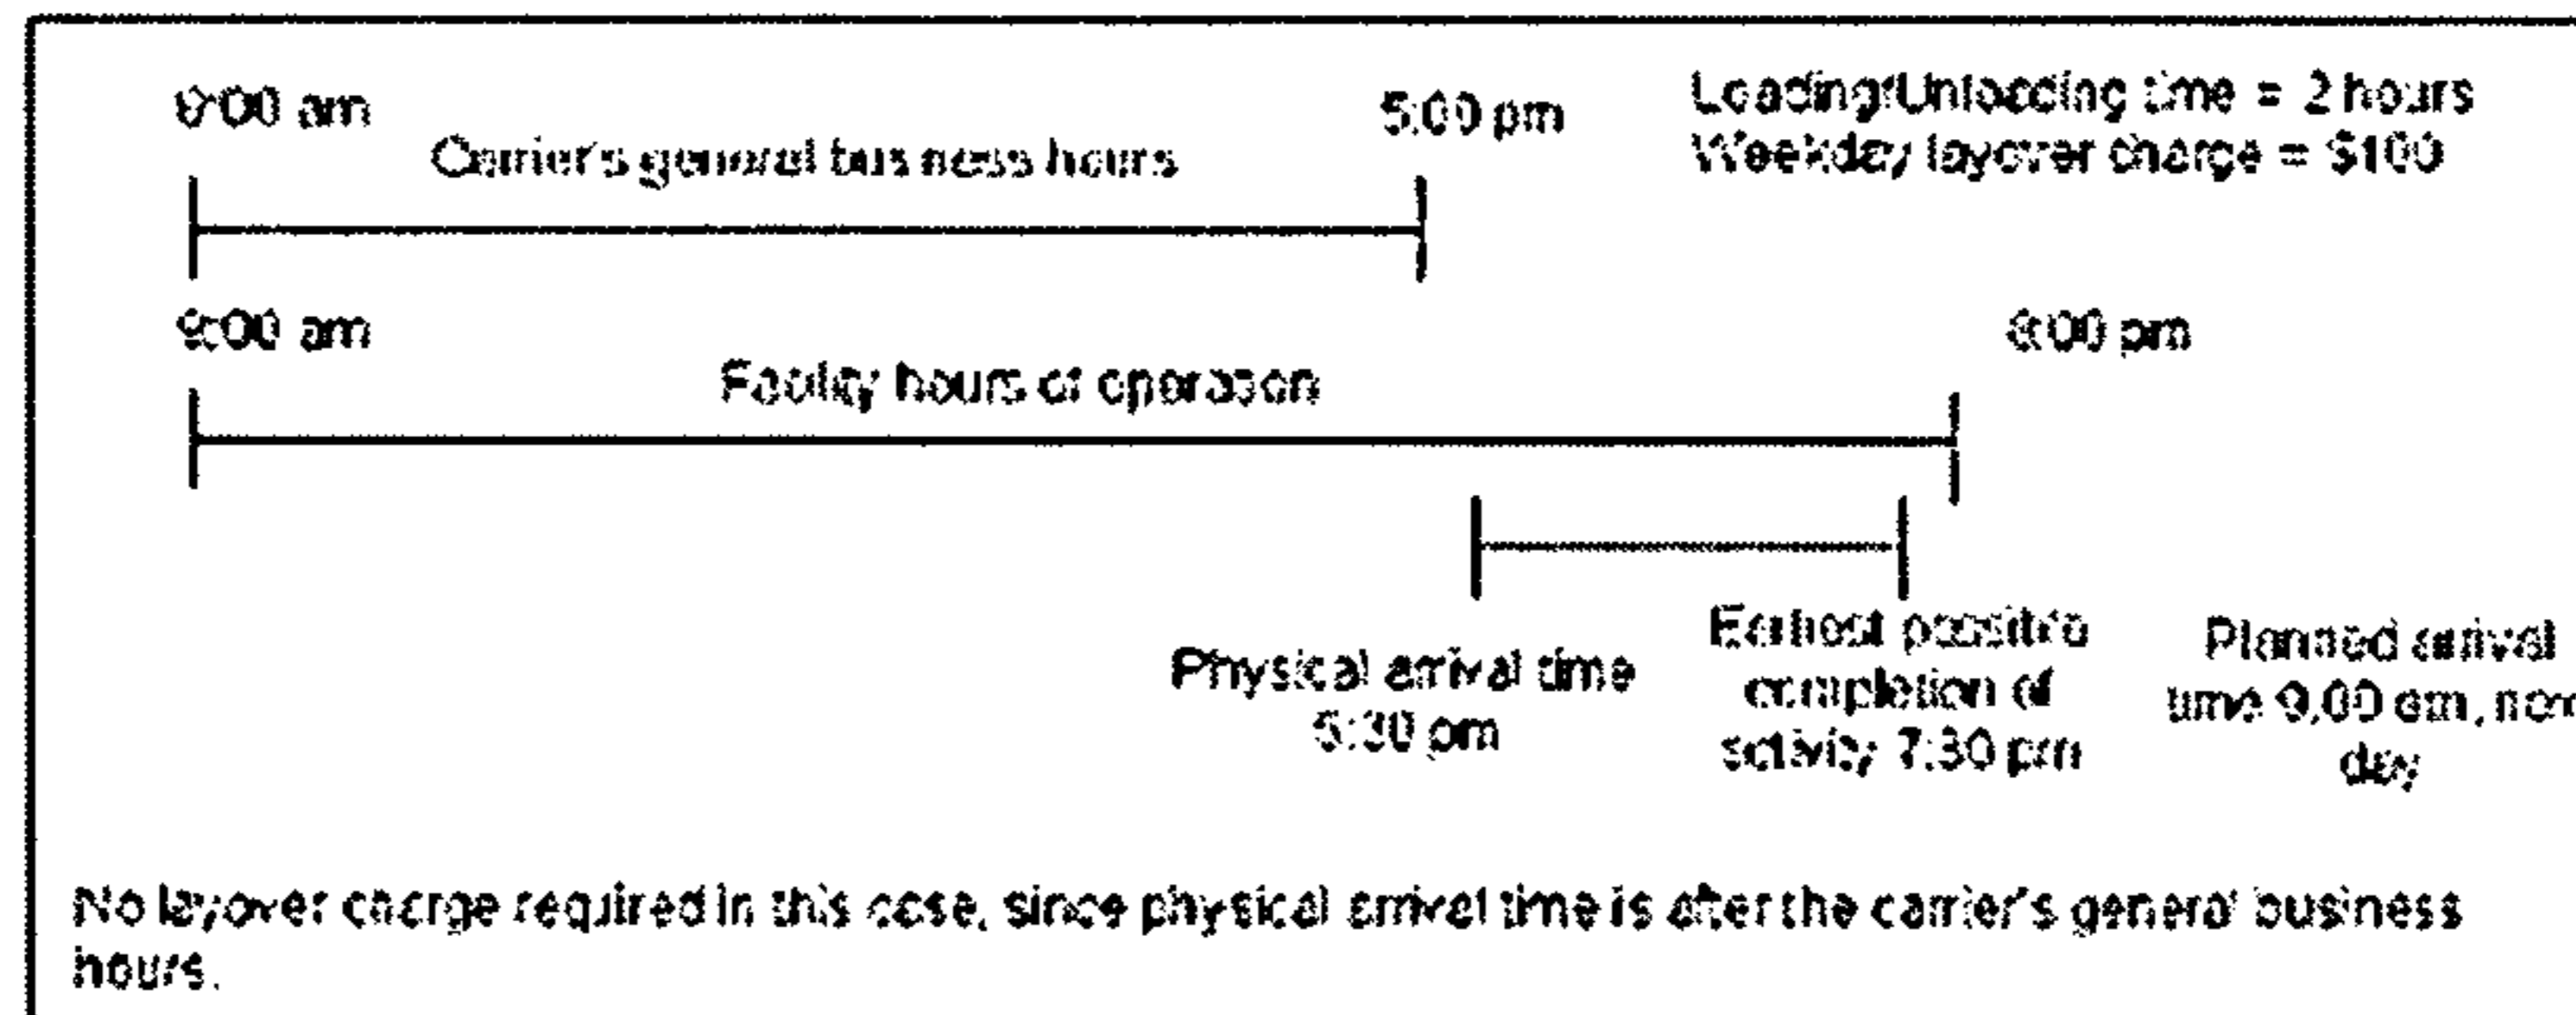 :00 am
5:00 pm
Loading/Unloading time = 2 hours
Weekday layover charge = $100
Carrier's general business hours
9:00 am
:00 pm
Facility hours of operation
Physical arrival time
5:30 pm
Earliest possible
completion of
activity 7:30 pm
Planned arrival
time 9:00 am,
day
No layover charge required in this case, since physical arrival time is after the carrier's general business
hours.